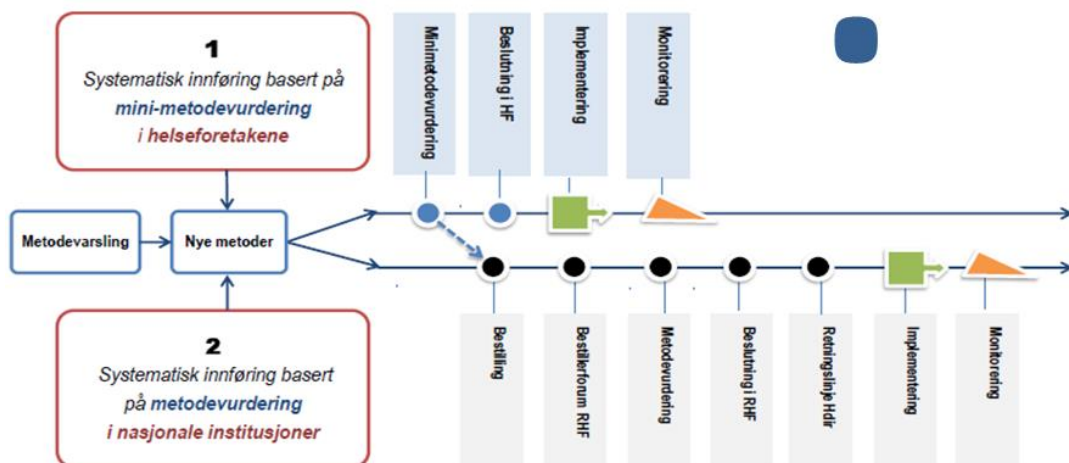 1
Systematisk innføring basert på
mini-metodevurdering
i helseforetakene
Minimetodevurdering
Beslutning i HF
Implementering
Monitorering
Metodevarsling
Nye metoder
2
Systematisk innføring basert
på metodevurdering
i nasjonale institusjoner
Bestilling
Bestillerforum RHF
Metodevurdering
Beslutning i RHF
Retningslinje Hdir
Implementering
Monitorering